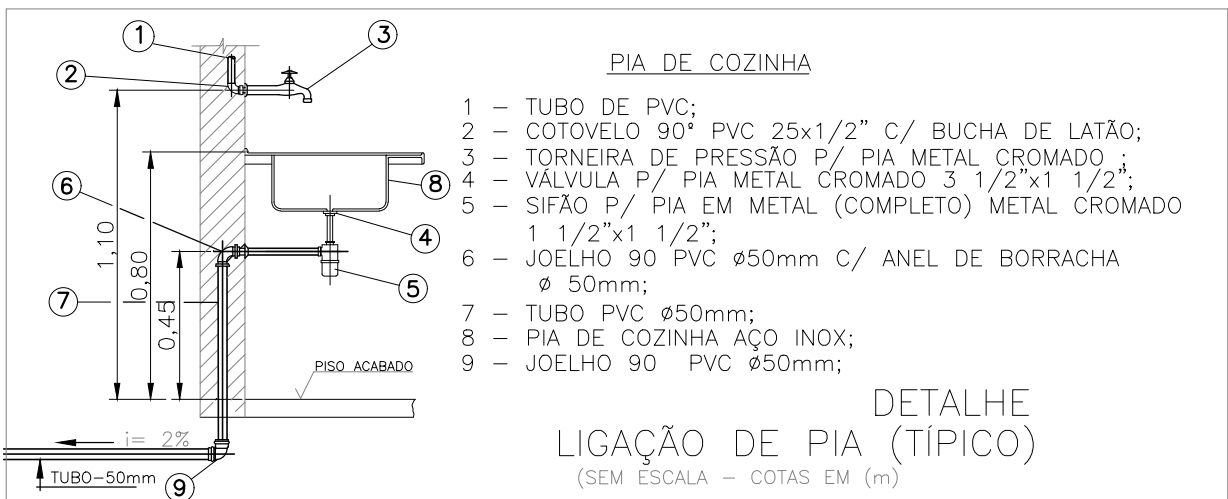 PIA DE COZINHA
1 – TUBO DE PVC;
2 – COTOVELO 90° PVC 25x1/2" C/ BUCHA DE LATÃO;
3 – TORNEIRA DE PRESSÃO P/ PIA METAL CROMADO ;
4 – VÁLVULA P/ PIA METAL CROMADO 3 1/2"x1 1/2";
5 – SIFÃO P/ PIA EM METAL (COMPLETO) METAL CROMADO
1 1/2"x1 1/2";
6 – JOELHO 90 PVC ø50mm C/ ANEL DE BORRACHA
ø 50mm;
7 – TUBO PVC ø50mm;
8 – PIA DE COZINHA AÇO INOX;
9 – JOELHO 90 PVC ø50mm;
DETALHE
LIGAÇÃO DE PIA (TÍPICO)
(SEM ESCALA – COTAS EM (m)
1
2
3
8
6
4
5
7
9
1,10
0,80
0,45
PISO ACABADO
i= 2%
TUBO–50mm